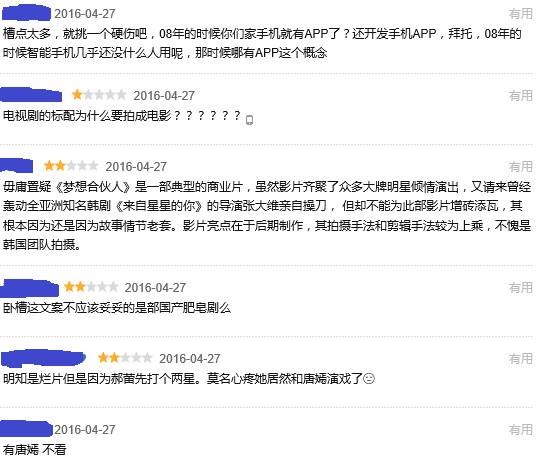 2016-04-27 有用
槽点太多，就挑一个硬伤吧，08年的时候你们家手机就有APP了？还开发手机APP，拜托，08年的
时候智能手机几乎还没什么人用呢，那时候哪有APP这个概念
2016-04-27 有用
电视剧的标配为什么要拍成电影？？？？？？
2016-04-27 有用
毋庸置疑《梦想合伙人》是一部典型的商业片，虽然影片齐聚了众多大牌明星倾情演出，又请来曾经
轰动全亚洲知名韩剧《来自星星的你》的导演张大维亲自操刀， 但却不能为此部影片增砖添瓦，其
根本因为还是因为故事情节老套。影片亮点在于后期制作，其拍摄手法和剪辑手法较为上乘，不愧是
韩国团队拍摄。
2016-04-27 有用
卧槽这文案不应该妥妥的是部国产肥皂剧么
2016-04-27 有用
明知是烂片但是因为郝蕾先打个两星。莫名心疼她居然和唐嫣演戏了
2016-04-27 有用
有唐嫣 不看